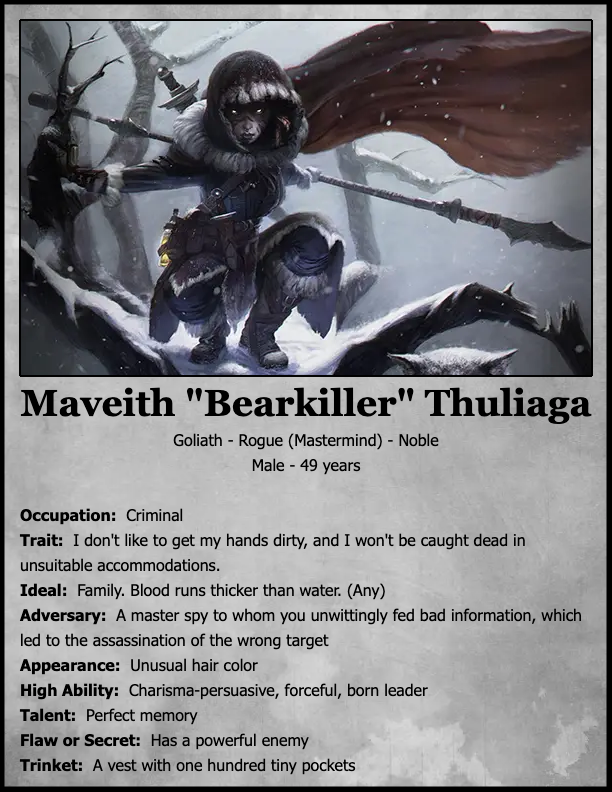 Maveith "Bearkiller" Thuliaga
Goliath - Rogue (Mastermind) - Noble
Male - 49 years
Occupation: Criminal
Trait: I don't like to get my hands dirty, and I won't be caught dead in
unsuitable accommodations.
Ideal: Family. Blood runs thicker than water. (Any)
Adversary: A master spy to whom you unwittingly fed bad information, which
led to the assassination of the wrong target
Appearance: Unusual hair color
High Ability: Charisma-persuasive, forceful, born leader
Talent: Perfect memory
Flaw or Secret: Has a powerful enemy
Trinket: A vest with one hundred tiny pockets